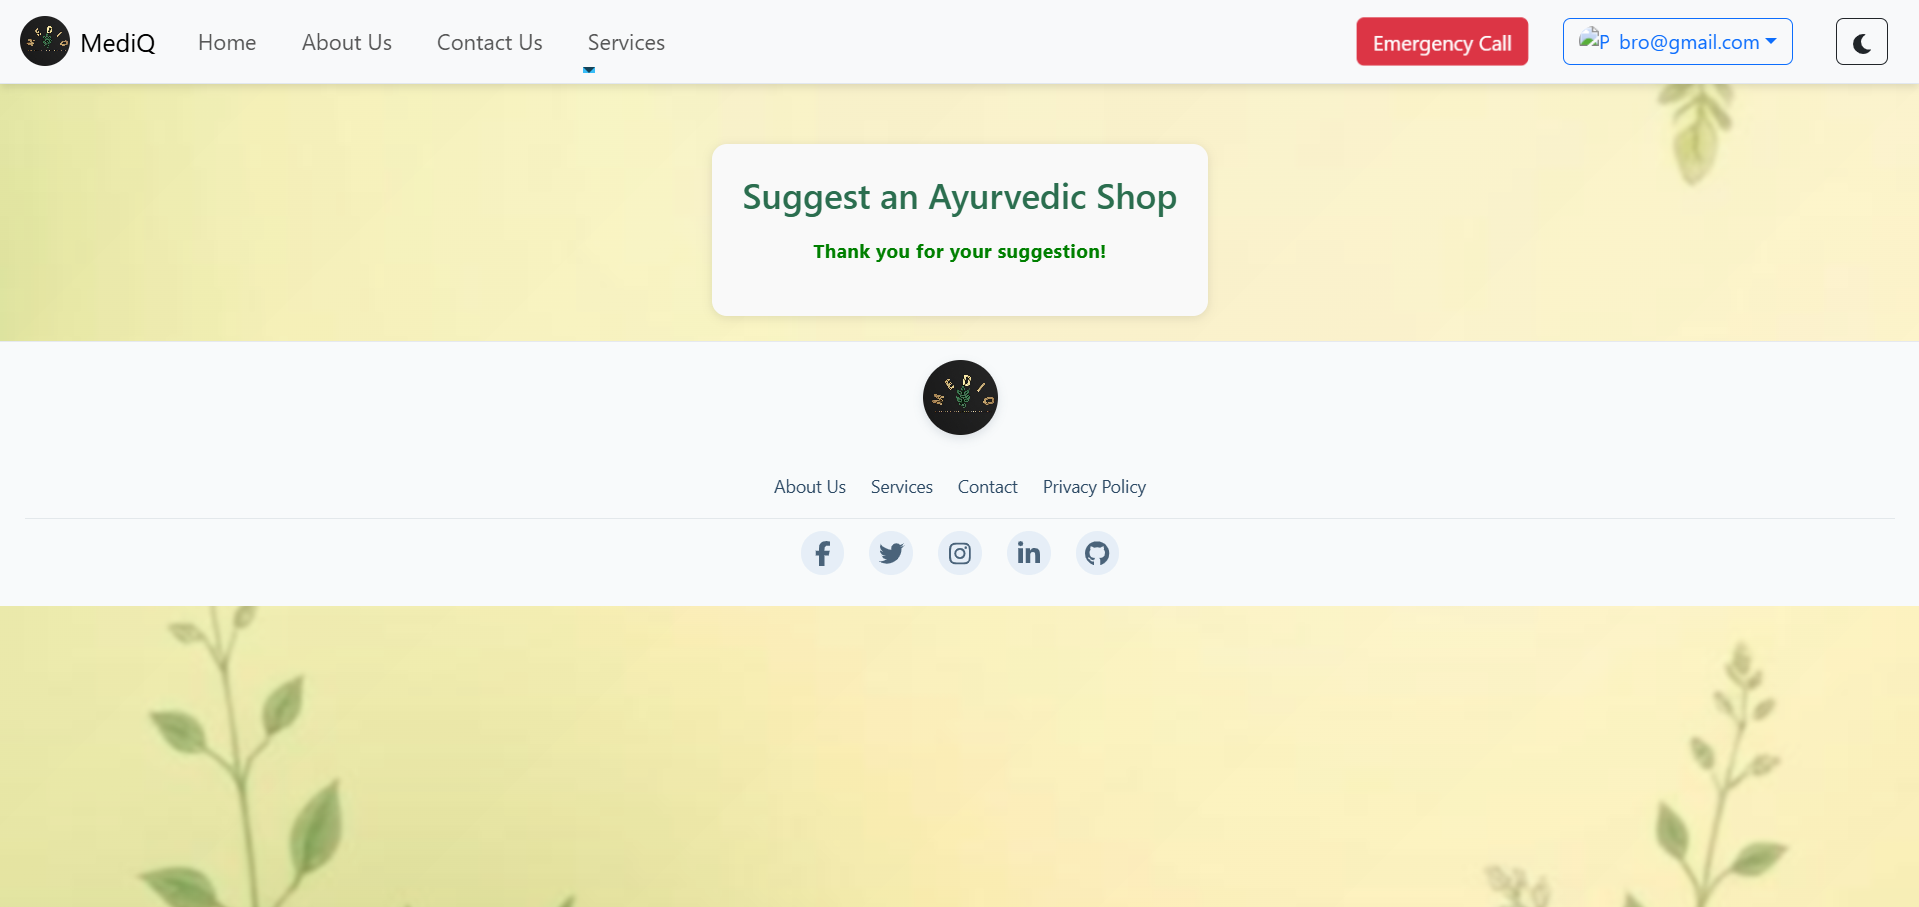 MEDIQ MediQ Home About Us Contact Us Services Emergency Call P bro@gmail.com
Suggest an Ayurvedic Shop
Thank you for your suggestion!
MEDIQ
About Us Services Contact Privacy Policy